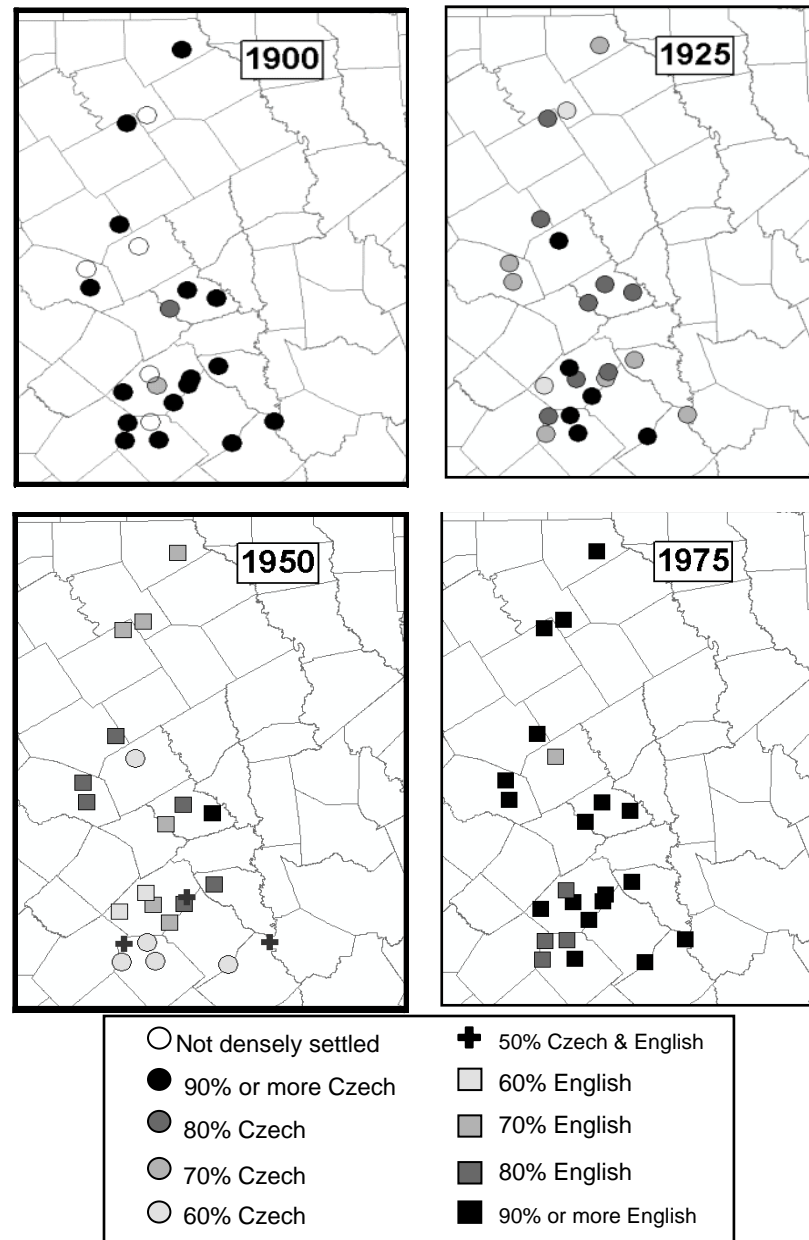 1900
1925
1950
1975
Not densely settled
90% or more Czech
80% Czech
70% Czech
60% Czech
50% Czech & English
60% English
70% English
80% English
90% or more English